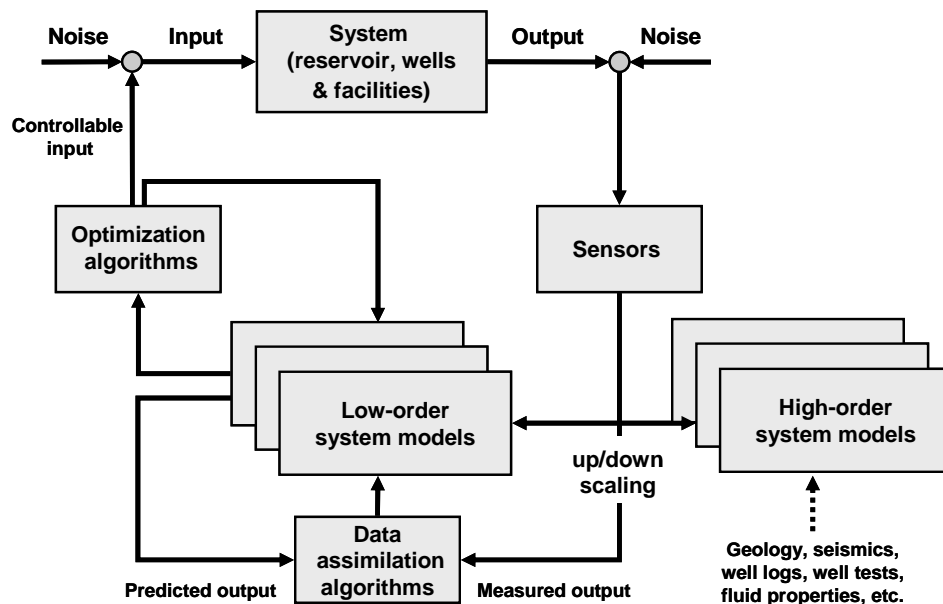 Noise
Input
System
(reservoir, wells
& facilities)
Output
Noise
Controllable
input
Optimization
algorithms
Sensors
Low-order
system models
High-order
system models
up/down
scaling
Data
assimilation
algorithms
Predicted output
Measured output
Geology, seismics,
well logs, well tests,
fluid properties, etc.